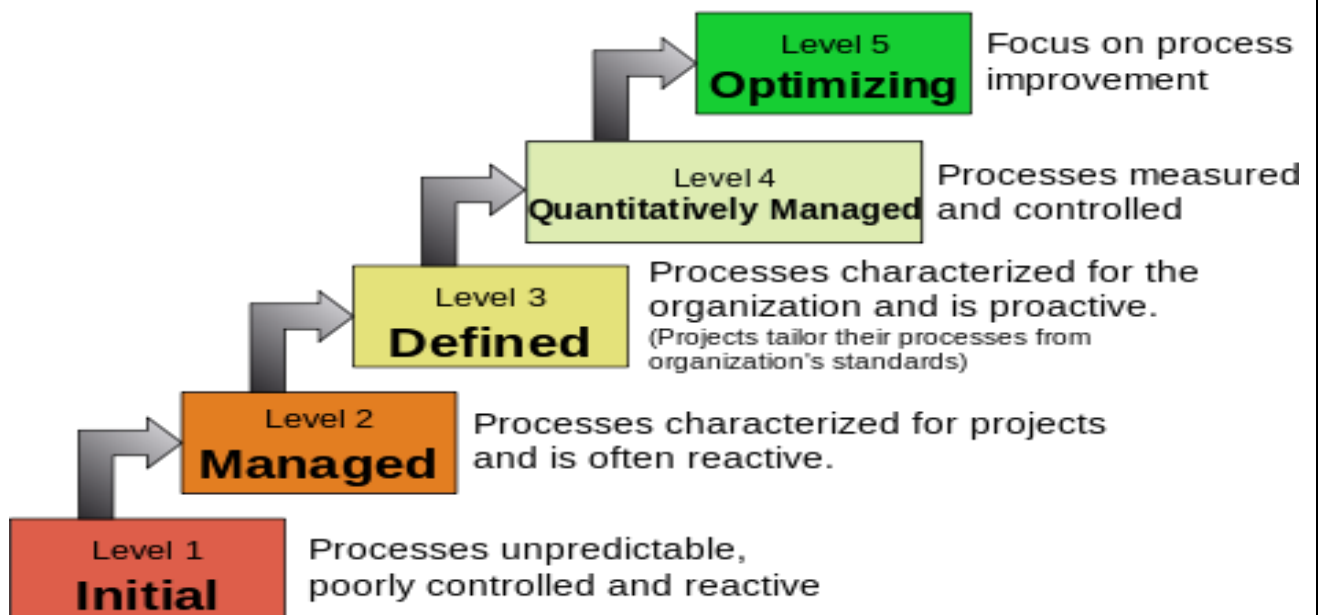 Level 5
Optimizing
Focus on process
improvement
Level 4
Quantitatively Managed
Processes measured
and controlled
Level 3
Defined
Processes characterized for the
organization and is proactive.
(Projects tailor their processes from
organization's standards)
Level 2
Managed
Processes characterized for projects
and is often reactive.
Level 1
Initial
Processes unpredictable,
poorly controlled and reactive